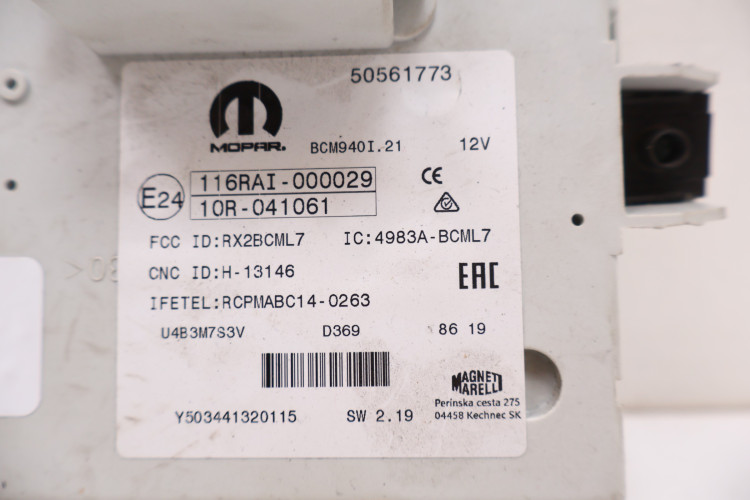 50561773
MOPAR.
BCM940I.21 12V
E24
116RAI-000029
10R-041061
CE
FCC ID:RX2BCML7 IC:4983A-BCML7
CNC ID:H-13146
EAC
IFETEL:RCPMABC14-0263
U4B3M7S3V D369 86 19
MAGNETI MARELLI
Perinska cesta 275
Y503441320115 SW 2.19 04458 Kechnec SK